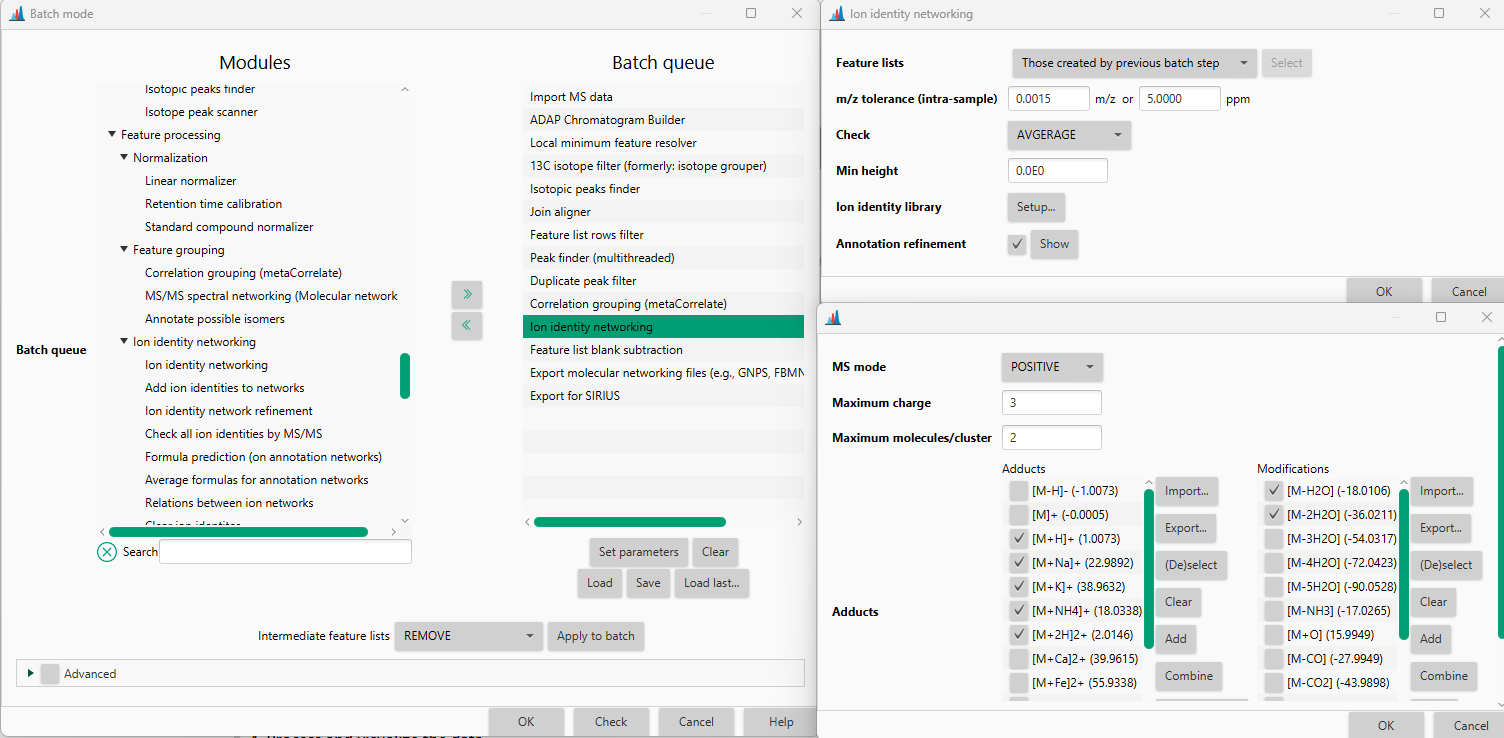 Batch mode
Modules
Isotopic peaks finder
Isotope peak scanner
Feature processing
Normalization
Linear normalizer
Retention time calibration
Standard compound normalizer
Feature grouping
Correlation grouping (metaCorrelate)
MS/MS spectral networking (Molecular network
Annotate possible isomers
Ion identity networking
Ion identity networking
Add ion identities to networks
Ion identity network refinement
Check all ion identities by MS/MS
Formula prediction (on annotation networks)
Average formulas for annotation networks
Relations between ion networks
Clear ion identites
Batch queue
Search
Batch queue
Import MS data
ADAP Chromatogram Builder
Local minimum feature resolver
13C isotope filter (formerly: isotope grouper)
Isotopic peaks finder
Join aligner
Feature list rows filter
Peak finder (multithreaded)
Duplicate peak filter
Correlation grouping (metaCorrelate)
Ion identity networking
Feature list blank subtraction
Export molecular networking files (e.g., GNPS, FBMN
Export for SIRIUS
Set parameters Clear
Load Save Load last...
Intermediate feature lists REMOVE Apply to batch
Advanced
OK Check Cancel Help
Ion identity networking
Feature lists Those created by previous batch step Select
m/z tolerance (intra-sample) 0.0015 m/z or 5.0000 ppm
Check AVGERAGE
Min height 0.0E0
Ion identity library Setup...
Annotation refinement Show
OK Cancel
MS mode POSITIVE
Maximum charge 3
Maximum molecules/cluster 2
Adducts
Adducts
[M-H]- (-1.0073)
[M]+ (-0.0005)
[M+H]+ (1.0073)
[M+Na]+ (22.9892)
[M+K]+ (38.9632)
[M+NH4]+ (18.0338)
[M+2H]2+ (2.0146)
[M+Ca]2+ (39.9615)
[M+Fe]2+ (55.9338)
Import...
Export...
(De)select
Clear
Add
Combine
Modifications
[M-H2O] (-18.0106)
[M-2H2O] (-36.0211)
[M-3H2O] (-54.0317)
[M-4H2O] (-72.0423)
[M-5H2O] (-90.0528)
[M-NH3] (-17.0265)
[M+O] (15.9949)
[M-CO] (-27.9949)
[M-CO2] (-43.9898)
Import...
Export...
(De)select
Clear
Add
Combine
OK Cancel